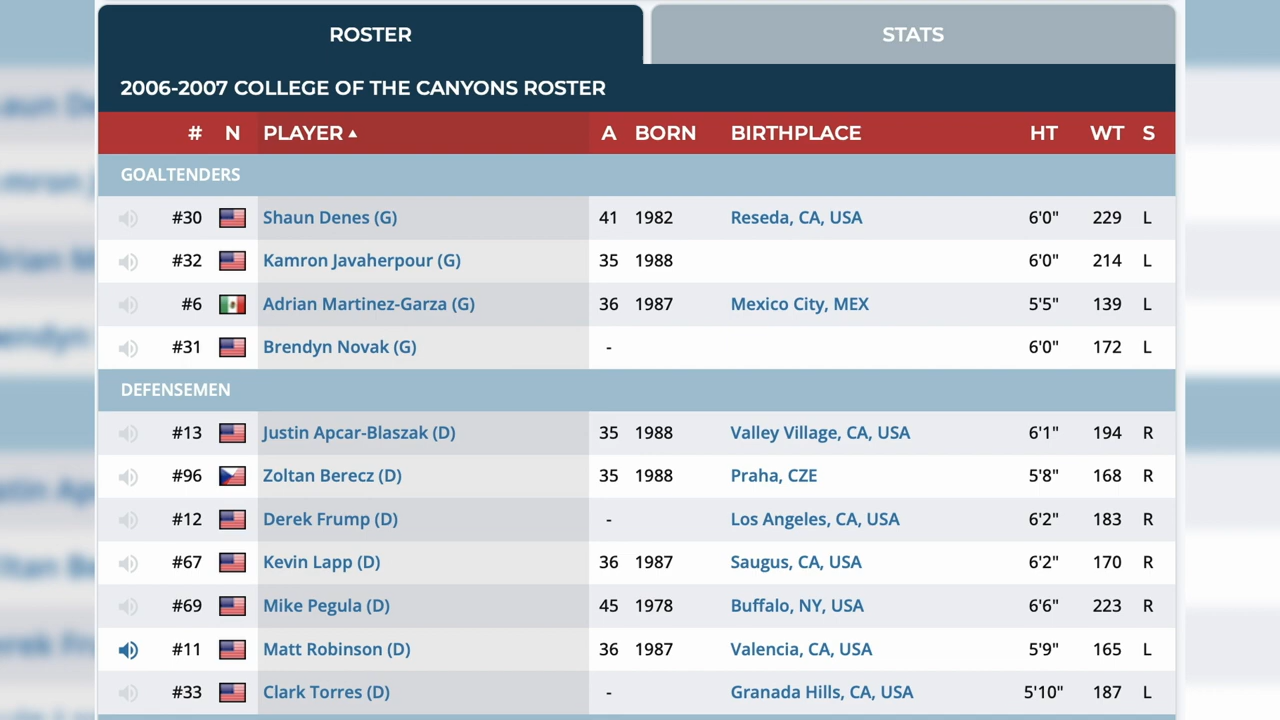 ROSTER STATS
2006-2007 COLLEGE OF THE CANYONS ROSTER
# N PLAYER ▲ A BORN BIRTHPLACE HT WT S
GOALTENDERS
#30 Shaun Denes (G) 41 1982 Reseda, CA, USA 6'0" 229 L
#32 Kamron Javaherpour (G) 35 1988 6'0" 214 L
#6 Adrian Martinez-Garza (G) 36 1987 Mexico City, MEX 5'5" 139 L
#31 Brendyn Novak (G) - 6'0" 172 L
DEFENSEMEN
#13 Justin Apcar-Blaszak (D) 35 1988 Valley Village, CA, USA 6'1" 194 R
#96 Zoltan Berecz (D) 35 1988 Praha, CZE 5'8" 168 R
#12 Derek Frump (D) - Los Angeles, CA, USA 6'2" 183 R
#67 Kevin Lapp (D) 36 1987 Saugus, CA, USA 6'2" 170 R
#69 Mike Pegula (D) 45 1978 Buffalo, NY, USA 6'6" 223 R
#11 Matt Robinson (D) 36 1987 Valencia, CA, USA 5'9" 165 L
#33 Clark Torres (D) - Granada Hills, CA, USA 5'10" 187 L